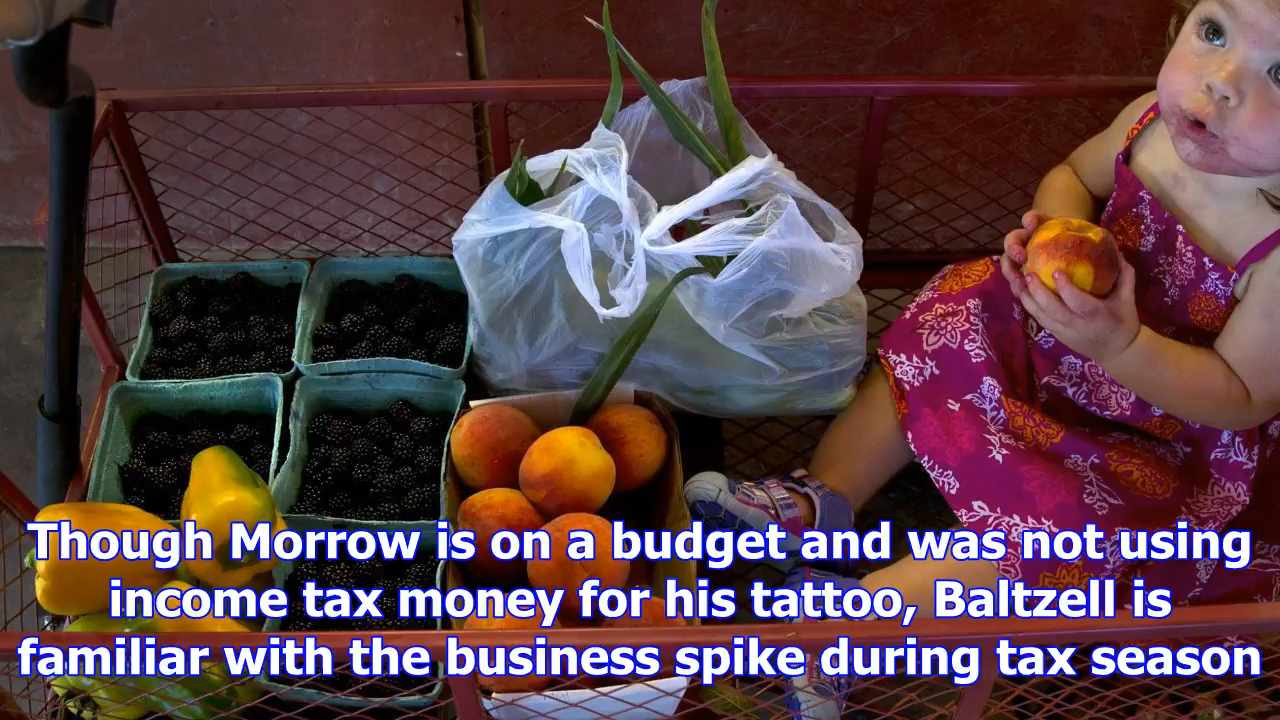 Though Morrow is on a budget and was not using
income tax money for his tattoo, Baltzell is
familiar with the business spike during tax season